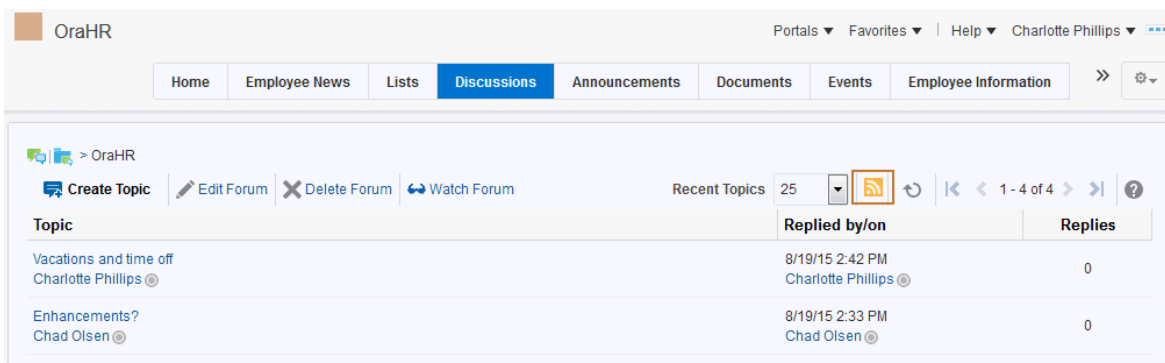 OraHR
Portals Favorites Help Charlotte Phillips
Home Employee News Lists Discussions Announcements Documents Events Employee Information
> OraHR
Create Topic Edit Forum Delete Forum Watch Forum Recent Topics 25 1 - 4 of 4
Topic Replied by/on Replies
Vacations and time off 8/19/15 2:42 PM
Charlotte Phillips Charlotte Phillips 0
Enhancements? 8/19/15 2:33 PM
Chad Olsen Chad Olsen 0